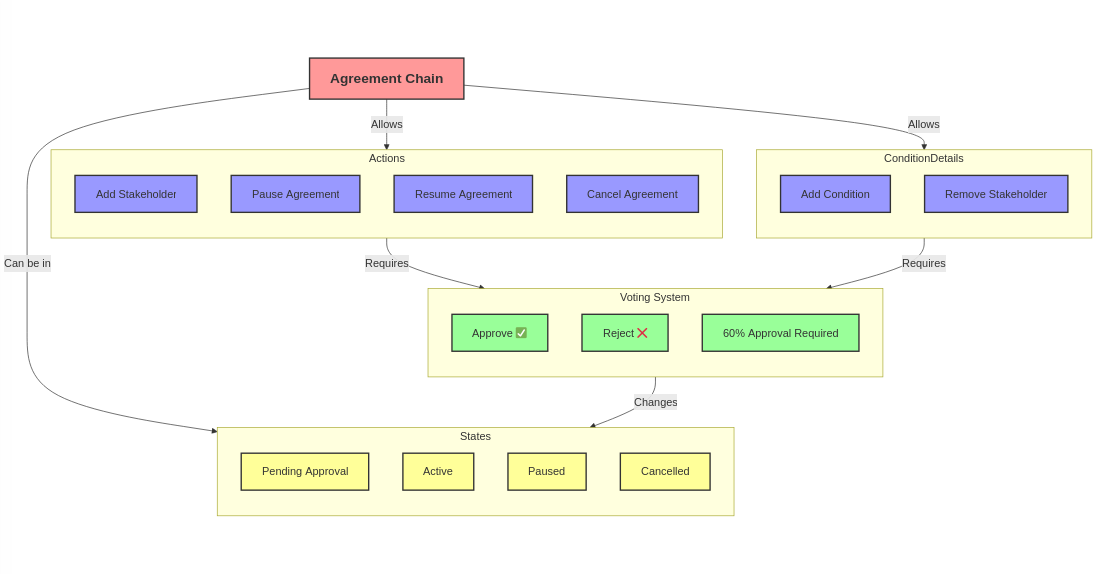 Agreement Chain
Allows
Allows
Actions
ConditionDetails
Add Stakeholder
Pause Agreement
Resume Agreement
Cancel Agreement
Add Condition
Remove Stakeholder
Can be in
Requires
Requires
Voting System
Approve ✅
Reject ❌
60% Approval Required
Changes
States
Pending Approval
Active
Paused
Cancelled